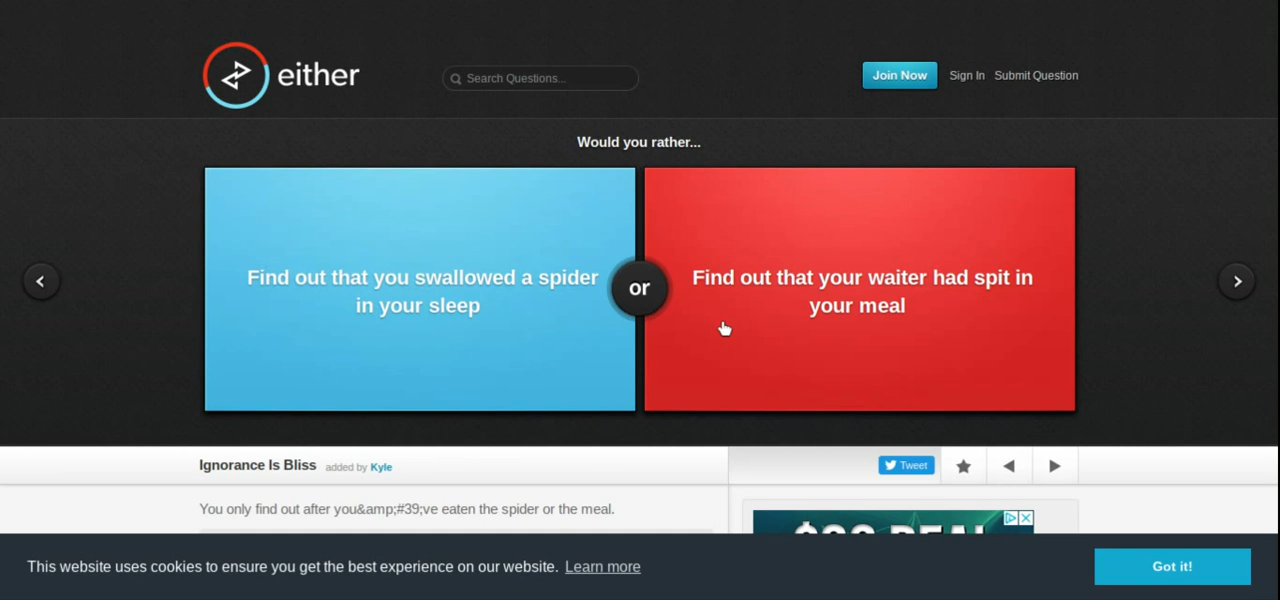 either
Search Questions...
Join Now Sign In Submit Question
Would you rather...
Find out that you swallowed a spider
in your sleep
or
Find out that your waiter had spit in
your meal
Ignorance Is Bliss added by Kyle
Tweet
You only find out after you&amp;#39;ve eaten the spider or the meal.
This website uses cookies to ensure you get the best experience on our website. Learn more
Got it!